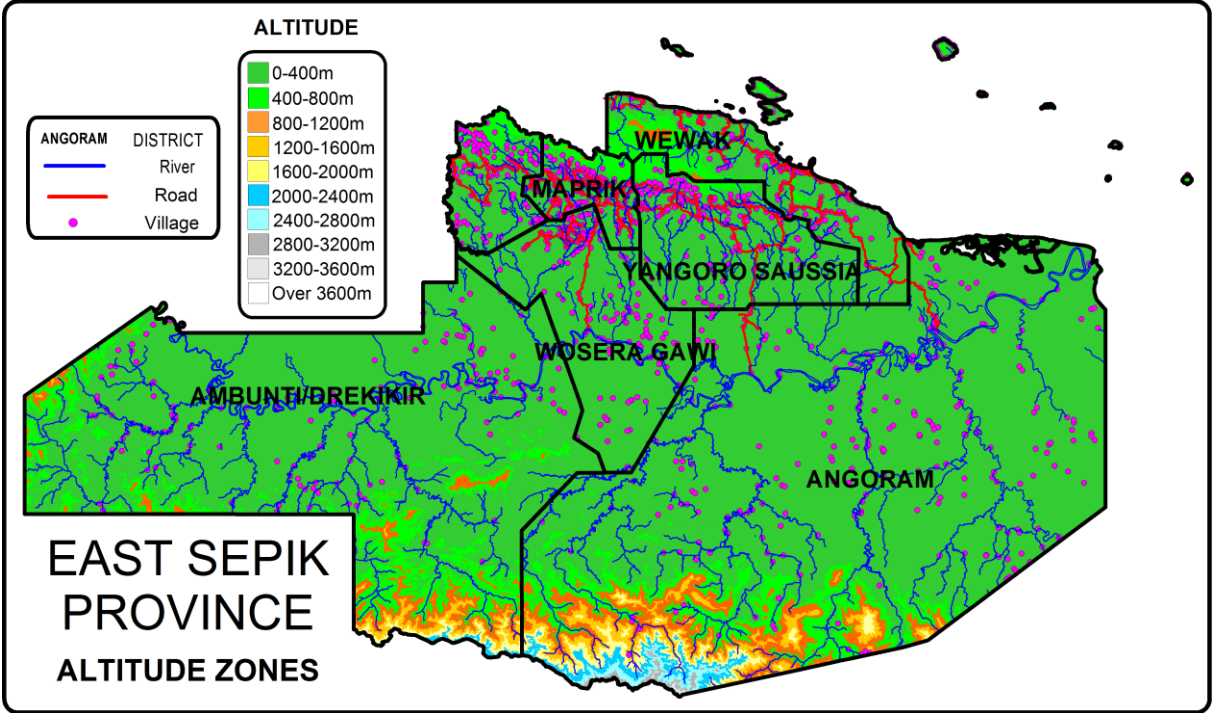 ALTITUDE
0-400m
400-800m
800-1200m
1200-1600m
1600-2000m
2000-2400m
2400-2800m
2800-3200m
3200-3600m
Over 3600m
ANGORAM DISTRICT
River
Road
Village
WEWAK
MAPRIK
YANGORO SAUSSIA
WOSERA GAWI
AMBUNTI/DREKIKIR
ANGORAM
EAST SEPIK
PROVINCE
ALTITUDE ZONES